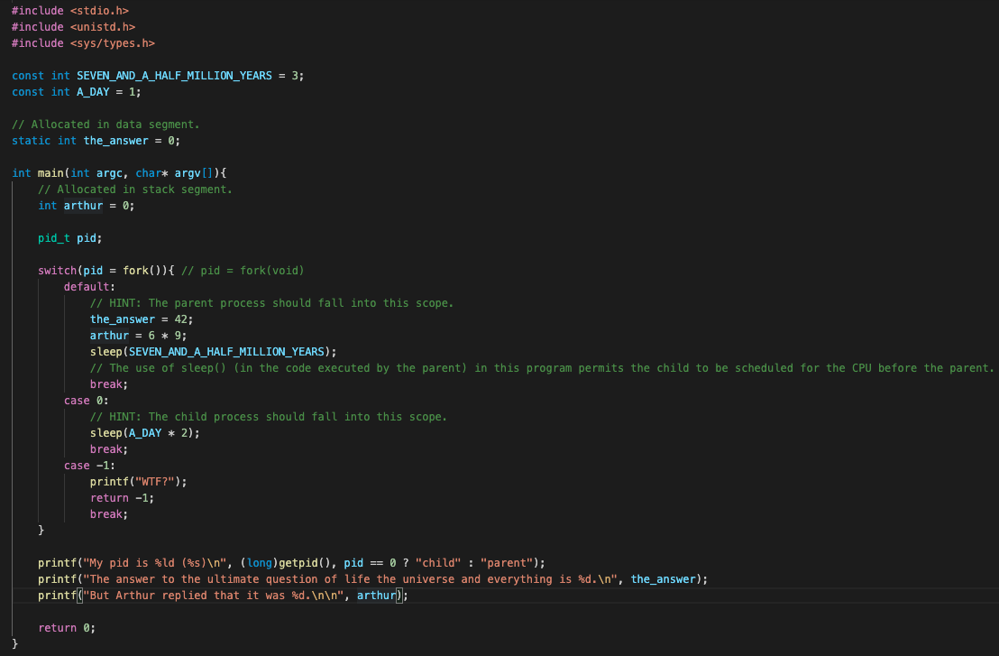 #include <stdio.h>
#include <unistd.h>
#include <sys/types.h>

const int SEVEN_AND_A_HALF_MILLION_YEARS = 3;
const int A_DAY = 1;

// Allocated in data segment.
static int the_answer = 0;

int main(int argc, char* argv[]){
    // Allocated in stack segment.
    int arthur = 0;

    pid_t pid;

    switch(pid = fork()){ // pid = fork(void)
        default:
            // HINT: The parent process should fall into this scope.
            the_answer = 42;
            arthur = 6 * 9;
            sleep(SEVEN_AND_A_HALF_MILLION_YEARS);
            // The use of sleep() (in the code executed by the parent) in this program permits the child to be scheduled for the CPU before the parent.
            break;
        case 0:
            // HINT: The child process should fall into this scope.
            sleep(A_DAY * 2);
            break;
        case -1:
            printf("WTF?");
            return -1;
            break;
    }

    printf("My pid is %ld (%s)\n", (long)getpid(), pid == 0 ? "child" : "parent");
    printf("The answer to the ultimate question of life the universe and everything is %d.\n", the_answer);
    printf("But Arthur replied that it was %d.\n\n", arthur);

    return 0;
}